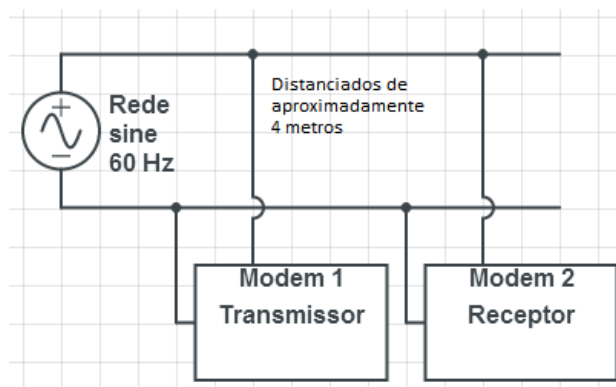 Distanciados de
aproximadamente
4 metros
+
Rede
sine
60 Hz
−
Modem 1
Transmissor
Modem 2
Receptor